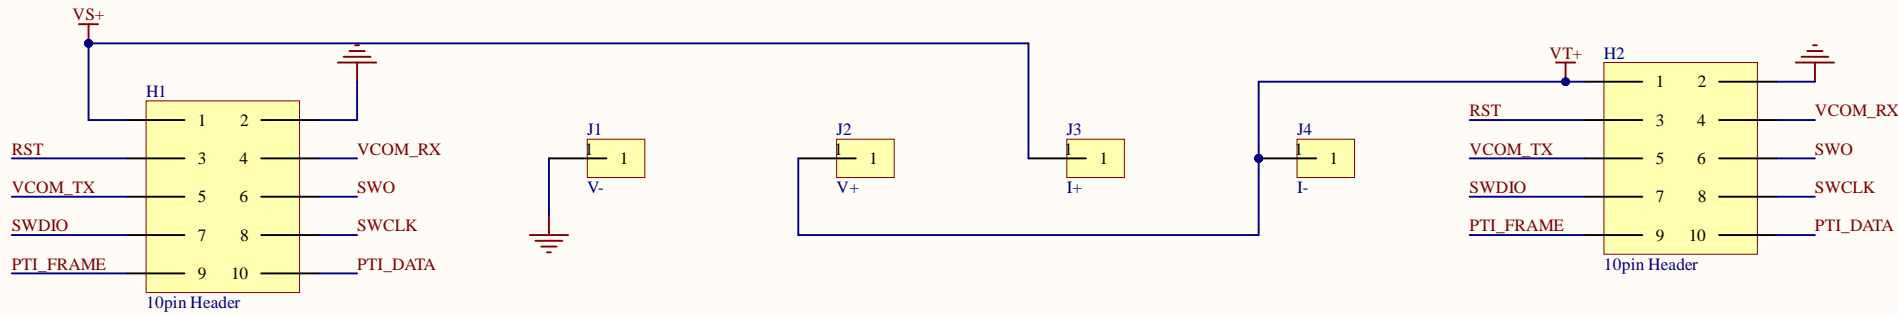 VS+
H1
1 2
RST 3 4 VCOM_RX
VCOM_TX 5 6 SWO
SWDIO 7 8 SWCLK
PTI_FRAME 9 10 PTI_DATA
10pin Header
J1
1 1
V-
J2
1 1
V+
J3
1 1
I+
J4
1 1
I-
VT+
H2
1 2
RST 3 4 VCOM_RX
VCOM_TX 5 6 SWO
SWDIO 7 8 SWCLK
PTI_FRAME 9 10 PTI_DATA
10pin Header